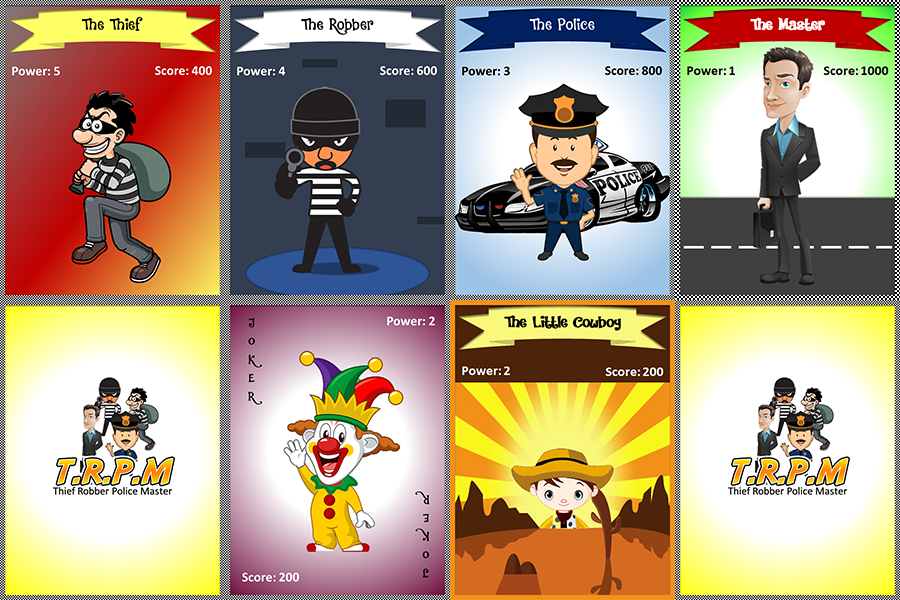 The Thief
Power: 5 Score: 400
The Robber
Power: 4 Score: 600
The Police
Power: 3 Score: 800
POLICE
The Master
Power: 1 Score: 1000
T.R.P.M
Thief Robber Police Master
JOKER
Power: 2
JOKER
Score: 200
The Little Cowboy
Power: 2 Score: 200
T.R.P.M
Thief Robber Police Master